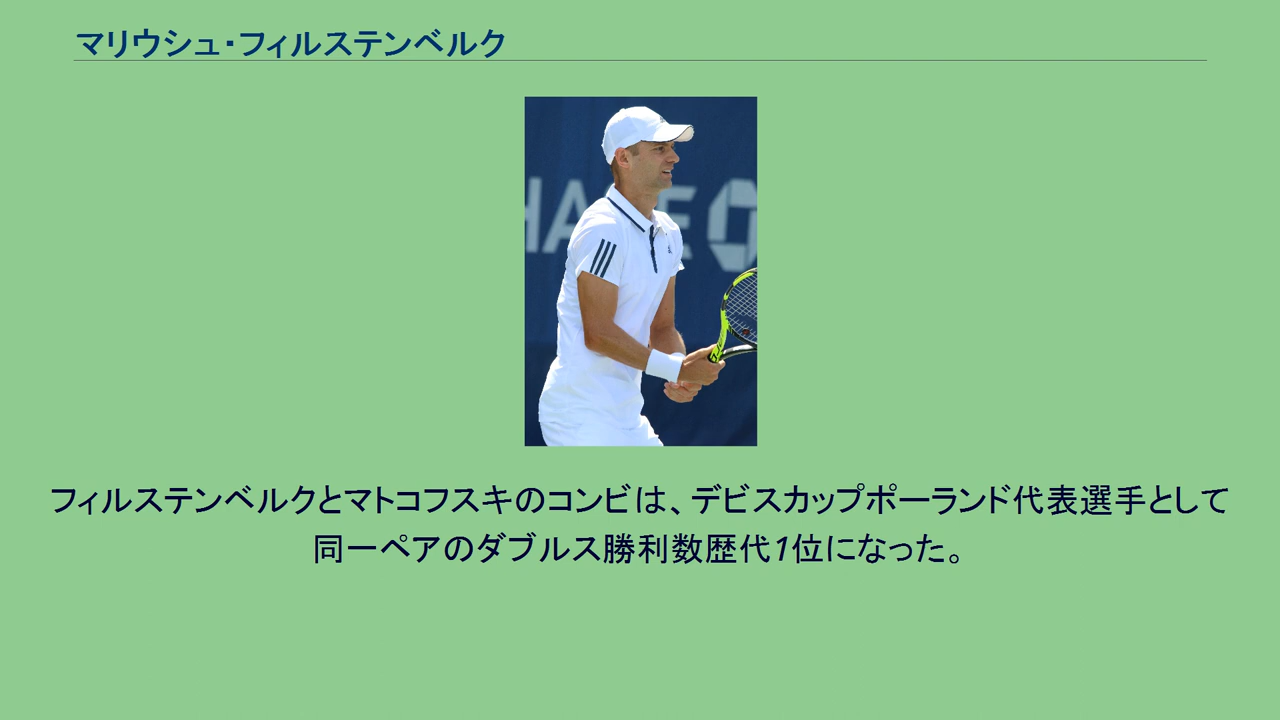 マリウシュ・フィルステンベルク
フィルステンベルクとマトコフスキのコンビは、デビスカップポーランド代表選手として
同一ペアのダブルス勝利数歴代1位になった。